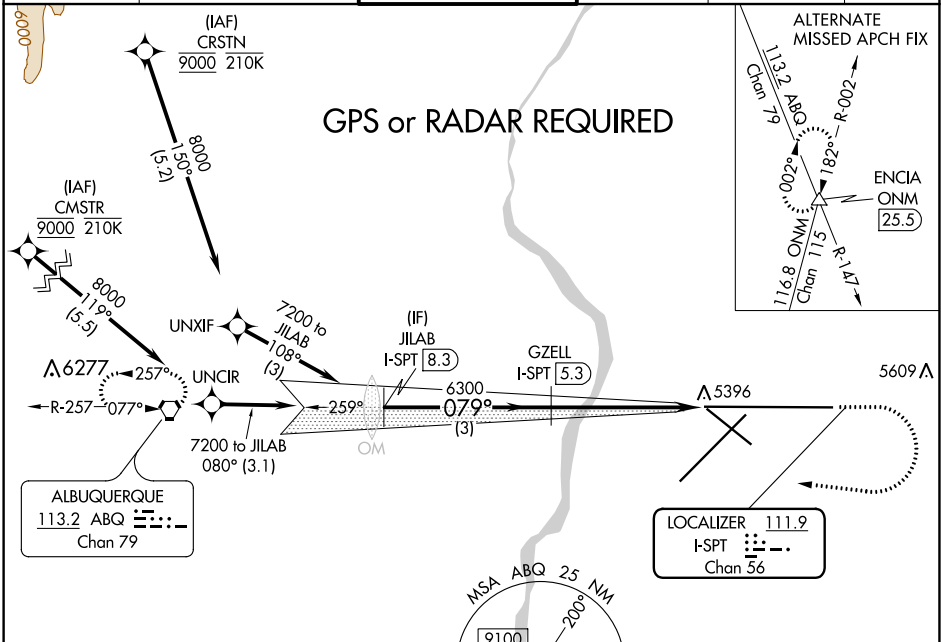 6000
(IAF)
CRSTN
9000 210K
8000
150°
(5.2)
GPS or RADAR REQUIRED
ALTERNATE
MISSED APCH FIX
113.2 ABQ
Chan 79
R-002
002°
182°
ENCIA
ONM
25.5
116.8 ONM
Chan 115
R-147
(IAF)
CMSTR
9000 210K
8000
119°
(5.5)
UNXIF
7200 to
JILAB
108°
(3)
(IF)
JILAB
I-SPT 8.3
GZELL
I-SPT 5.3
6277
257°
UNCIR
R-257
077°
259°
6300
079°
(3)
5396
5609
7200 to JILAB
080° (3.1)
OM
ALBUQUERQUE
113.2 ABQ
Chan 79
LOCALIZER 111.9
I-SPT
Chan 56
MSA ABQ 25 NM
200°
9100